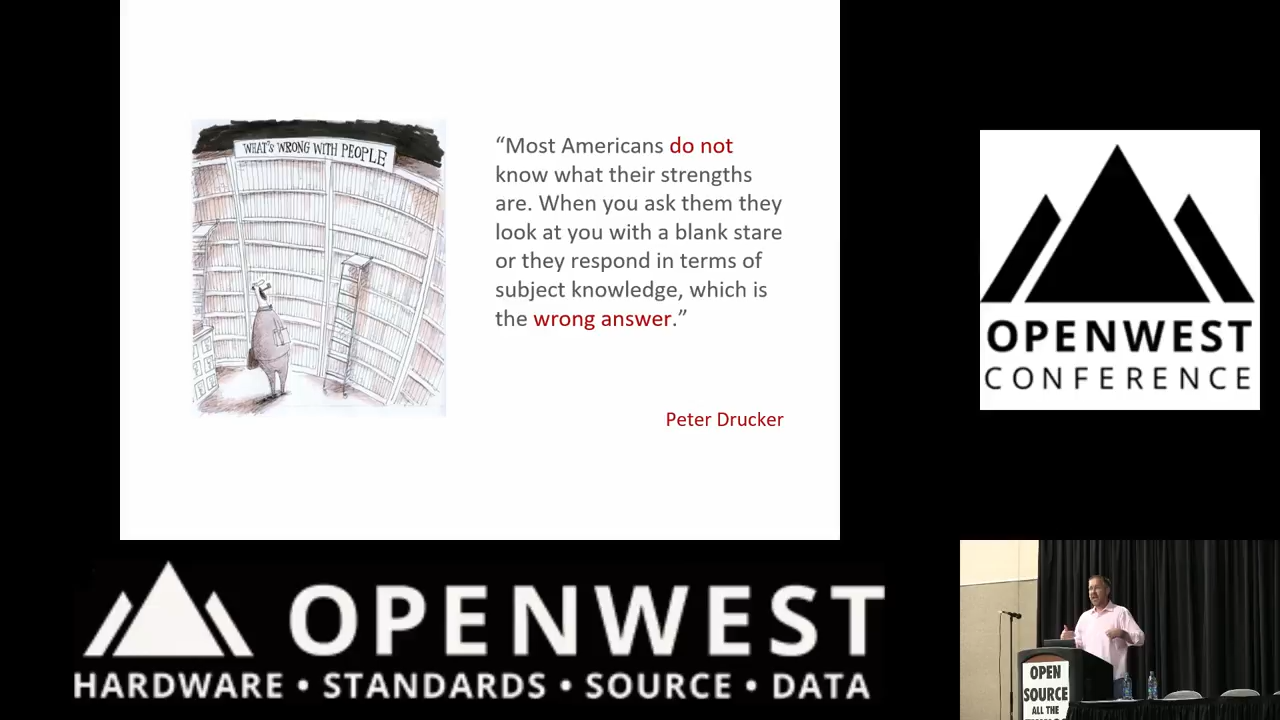 WHAT'S WRONG WITH PEOPLE
“Most Americans do not
know what their strengths
are. When you ask them they
look at you with a blank stare
or they respond in terms of
subject knowledge, which is
the wrong answer.”
Peter Drucker
OPENWEST
CONFERENCE
OPENWEST
HARDWARE • STANDARDS • SOURCE • DATA
OPEN
SOURCE
ALL THE